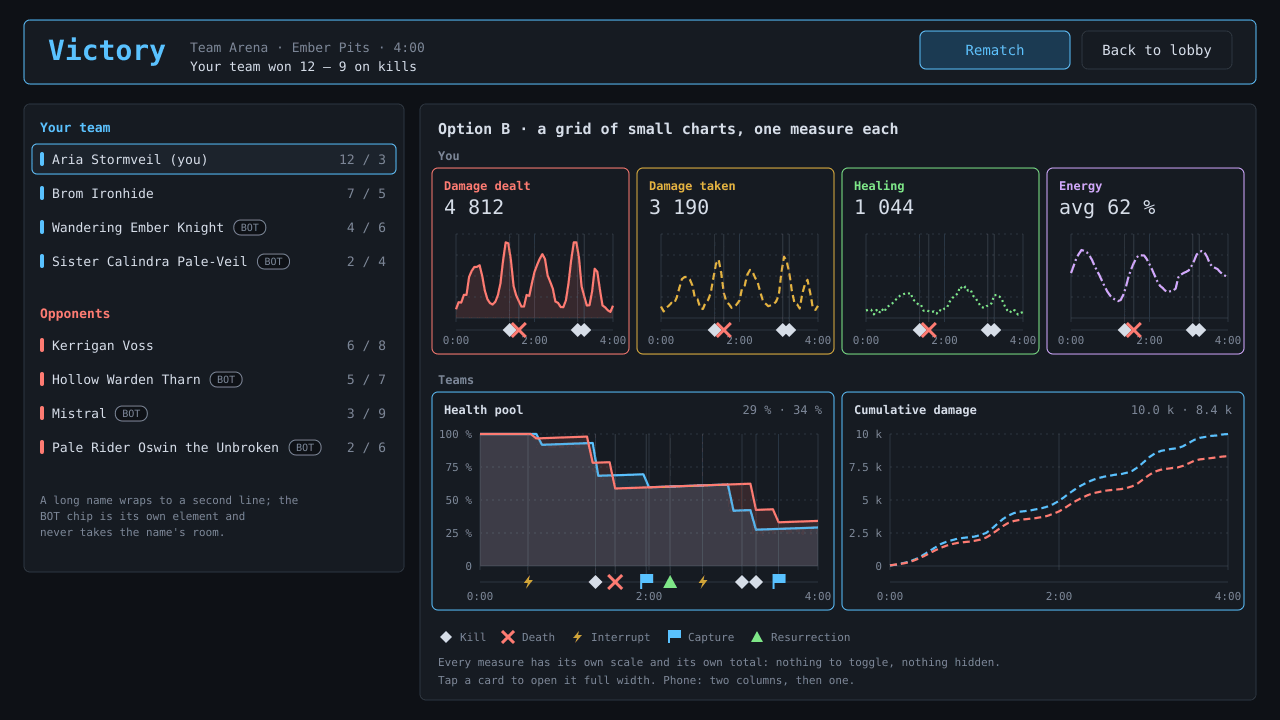 Victory
Team Arena · Ember Pits · 4:00
Your team won 12 — 9 on kills
Rematch
Back to lobby
Your team
Aria Stormveil (you) 12 / 3
Brom Ironhide 7 / 5
Wandering Ember Knight BOT 4 / 6
Sister Calindra Pale-Veil BOT 2 / 4
Opponents
Kerrigan Voss 6 / 8
Hollow Warden Tharn BOT 5 / 7
Mistral BOT 3 / 9
Pale Rider Oswin the Unbroken BOT 2 / 6
A long name wraps to a second line; the
BOT chip is its own element and
never takes the name's room.
Option B · a grid of small charts, one measure each
You
Damage dealt
4 812
0:00 2:00 4:00
Damage taken
3 190
0:00 2:00 4:00
Healing
1 044
0:00 2:00 4:00
Energy
avg 62 %
0:00 2:00 4:00
Teams
Health pool 29 % · 34 %
100 %
75 %
50 %
25 %
0
0:00 2:00 4:00
Cumulative damage 10.0 k · 8.4 k
10 k
7.5 k
5 k
2.5 k
0
0:00 2:00 4:00
Kill Death Interrupt Capture Resurrection
Every measure has its own scale and its own total: nothing to toggle, nothing hidden.
Tap a card to open it full width. Phone: two columns, then one.